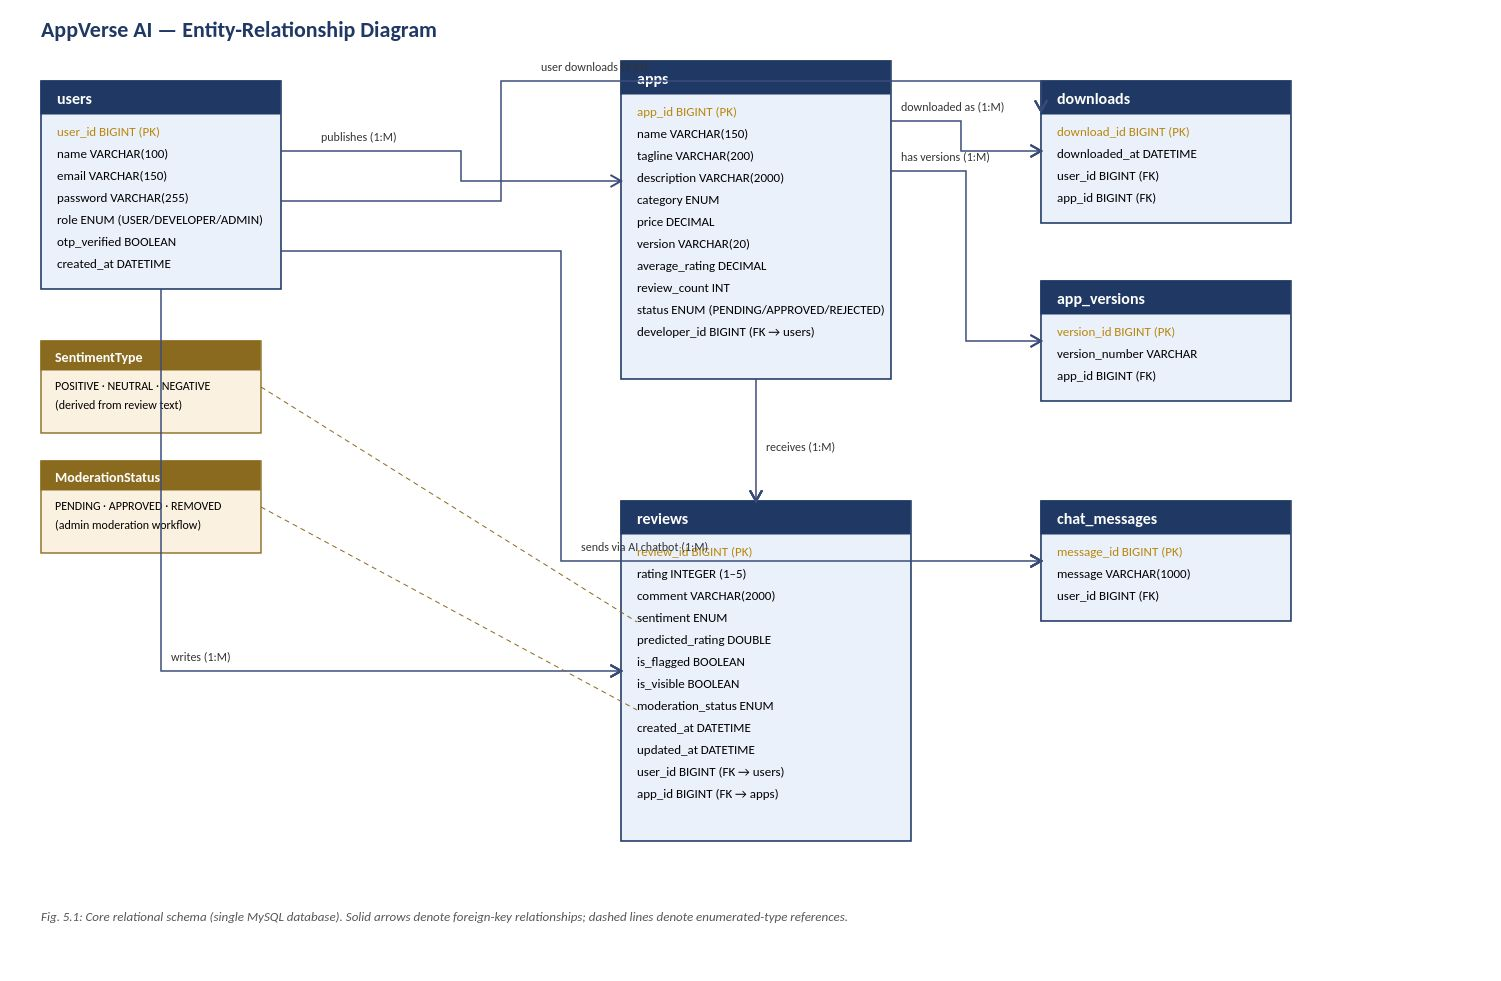 AppVerse AI — Entity-Relationship Diagram
users
user_id BIGINT (PK)
name VARCHAR(100)
email VARCHAR(150)
password VARCHAR(255)
role ENUM (USER/DEVELOPER/ADMIN)
otp_verified BOOLEAN
created_at DATETIME
publishes (1:M)
user downloads
apps
app_id BIGINT (PK)
name VARCHAR(150)
tagline VARCHAR(200)
description VARCHAR(2000)
category ENUM
price DECIMAL
version VARCHAR(20)
average_rating DECIMAL
review_count INT
status ENUM (PENDING/APPROVED/REJECTED)
developer_id BIGINT (FK → users)
downloaded as (1:M)
has versions (1:M)
downloads
download_id BIGINT (PK)
downloaded_at DATETIME
user_id BIGINT (FK)
app_id BIGINT (FK)
app_versions
version_id BIGINT (PK)
version_number VARCHAR
app_id BIGINT (FK)
SentimentType
POSITIVE · NEUTRAL · NEGATIVE
(derived from review text)
ModerationStatus
PENDING · APPROVED · REMOVED
(admin moderation workflow)
receives (1:M)
reviews
sends via AI chatbot (1:M)
review_id BIGINT (PK)
rating INTEGER (1–5)
comment VARCHAR(2000)
sentiment ENUM
predicted_rating DOUBLE
is_flagged BOOLEAN
is_visible BOOLEAN
moderation_status ENUM
created_at DATETIME
updated_at DATETIME
user_id BIGINT (FK → users)
app_id BIGINT (FK → apps)
chat_messages
message_id BIGINT (PK)
message VARCHAR(1000)
user_id BIGINT (FK)
writes (1:M)
Fig. 5.1: Core relational schema (single MySQL database). Solid arrows denote foreign-key relationships; dashed lines denote enumerated-type references.